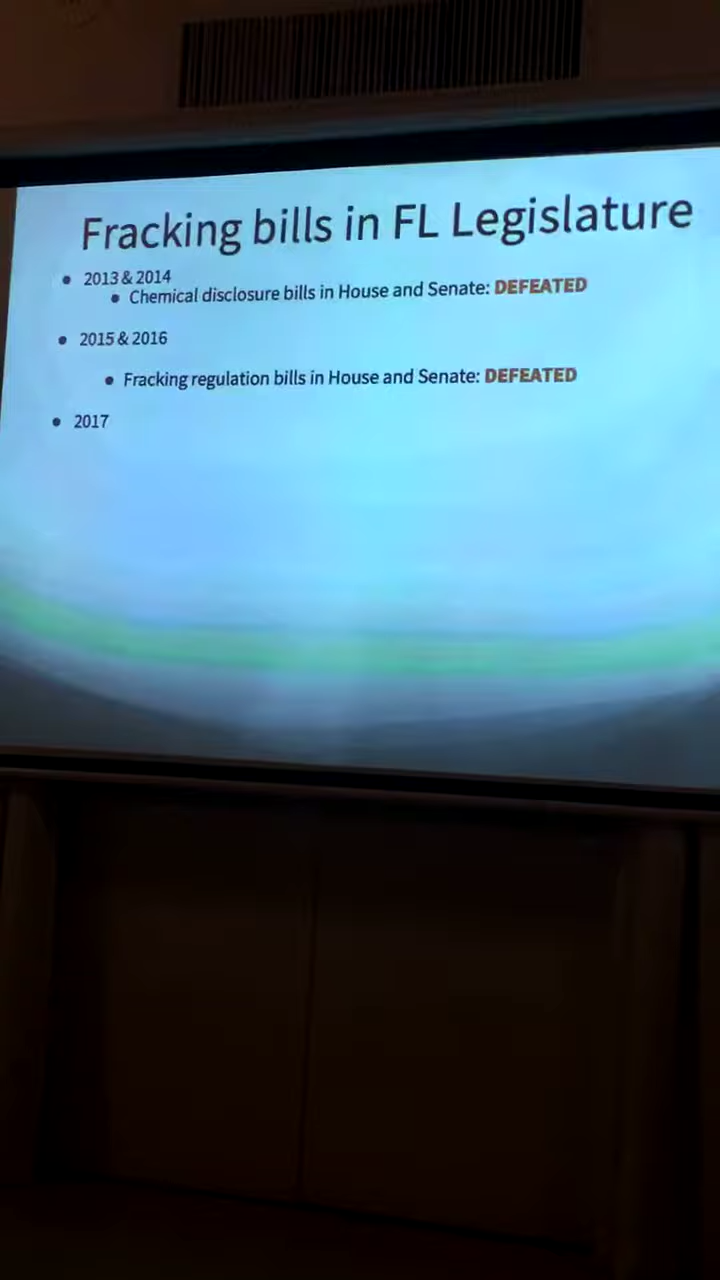 Fracking bills in FL Legislature
• 2013 & 2014
• Chemical disclosure bills in House and Senate: DEFEATED
• 2015 & 2016
• Fracking regulation bills in House and Senate: DEFEATED
• 2017